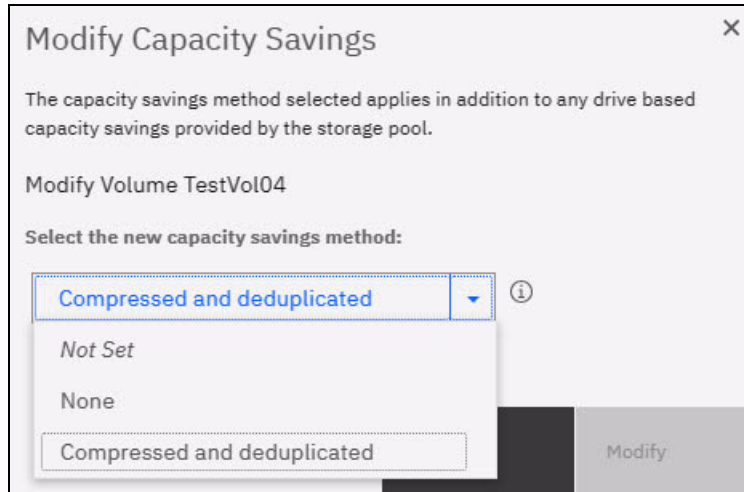 Modify Capacity Savings
The capacity savings method selected applies in addition to any drive based
capacity savings provided by the storage pool.
Modify Volume TestVol04
Select the new capacity savings method:
Compressed and deduplicated
Not Set
None
Compressed and deduplicated
Modify